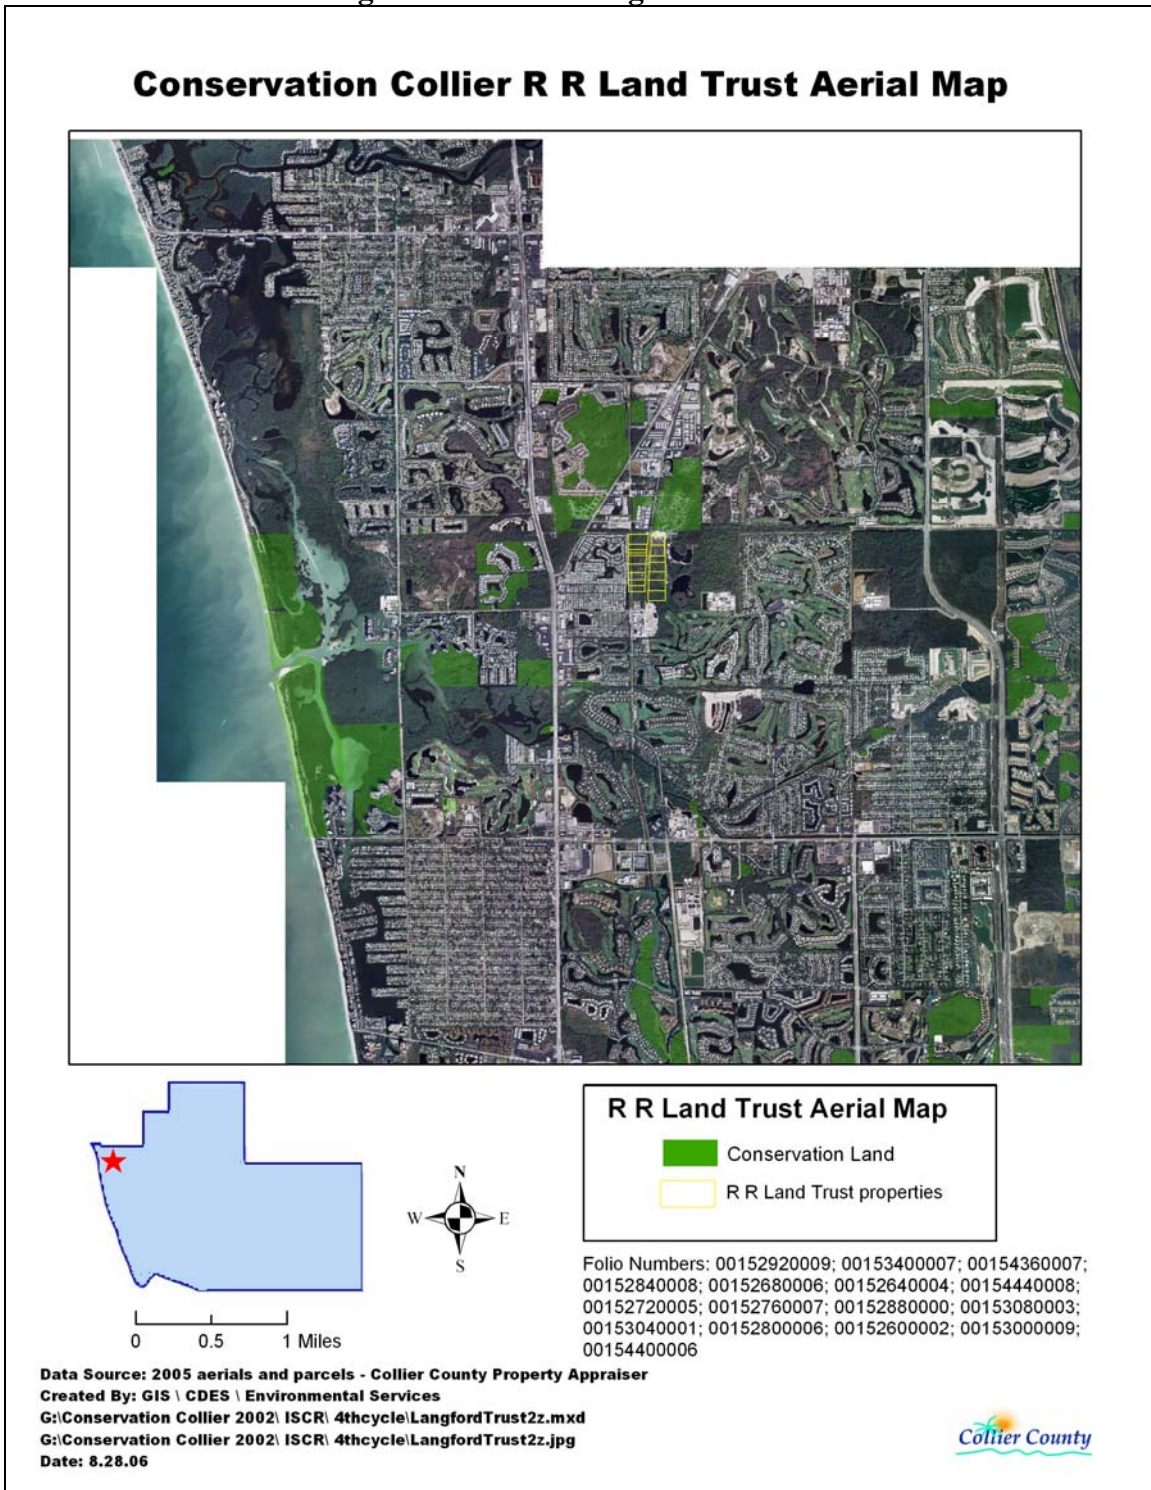 Conservation Collier R R Land Trust Aerial Map
R R Land Trust Aerial Map
Conservation Land
R R Land Trust properties
N
W E
S
Folio Numbers: 00152920009; 00153400007; 00154360007;
00152840008; 00152680006; 00152640004; 00154440008;
00152720005; 00152760007; 00152880000; 00153080003;
00153040001; 00152800006; 00152600002; 00153000009;
00154400006
0 0.5 1 Miles
Data Source: 2005 aerials and parcels - Collier County Property Appraiser
Created By: GIS \ CDES \ Environmental Services
G:\Conservation Collier 2002\ ISCR\ 4thcycle\LangfordTrust2z.mxd
G:\Conservation Collier 2002\ ISCR\ 4thcycle\LangfordTrust2z.jpg
Date: 8.28.06
Collier County